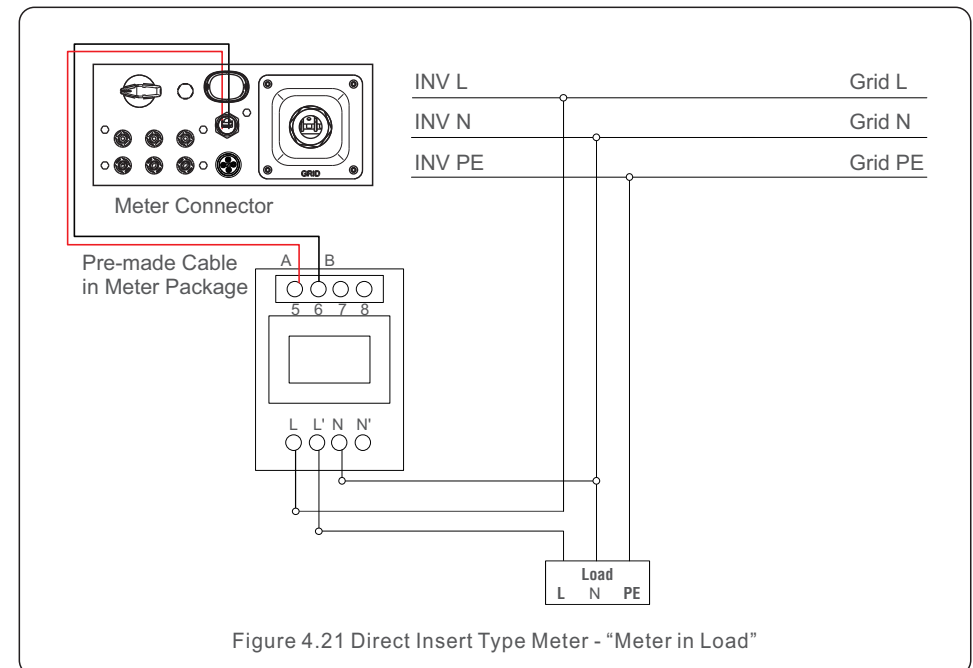 INV L Grid L
INV N Grid N
INV PE Grid PE
GRID
Meter Connector
Pre-made Cable
in Meter Package
A B
5 6 7 8
L L' N N'
Load
L N PE
Figure 4.21 Direct Insert Type Meter - “Meter in Load”